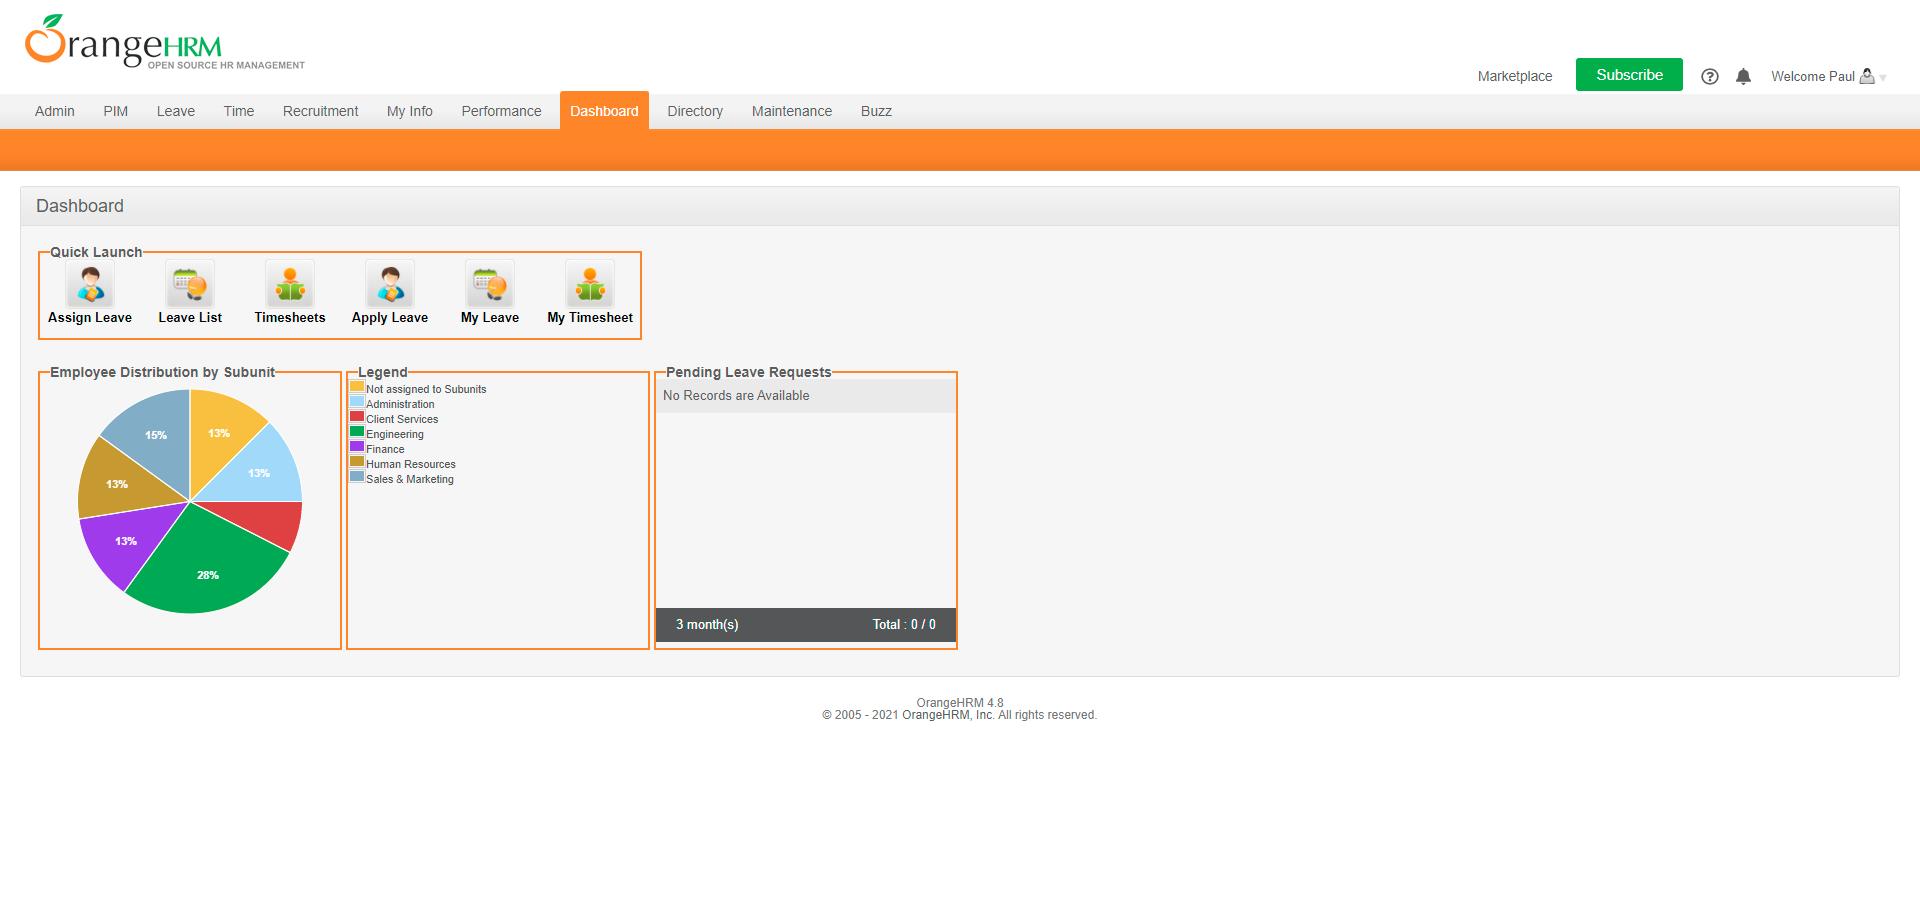 OrangeHRM
OPEN SOURCE HR MANAGEMENT
Marketplace
Subscribe
Welcome Paul
Admin PIM Leave Time Recruitment My Info Performance Dashboard Directory Maintenance Buzz
Dashboard
Quick Launch
Assign Leave Leave List Timesheets Apply Leave My Leave My Timesheet
Employee Distribution by Subunit
13%
13%
28%
13%
13%
15%
Legend
Not assigned to Subunits
Administration
Client Services
Engineering
Finance
Human Resources
Sales & Marketing
Pending Leave Requests
No Records are Available
3 month(s) Total : 0 / 0
OrangeHRM 4.8
© 2005 - 2021 OrangeHRM, Inc. All rights reserved.